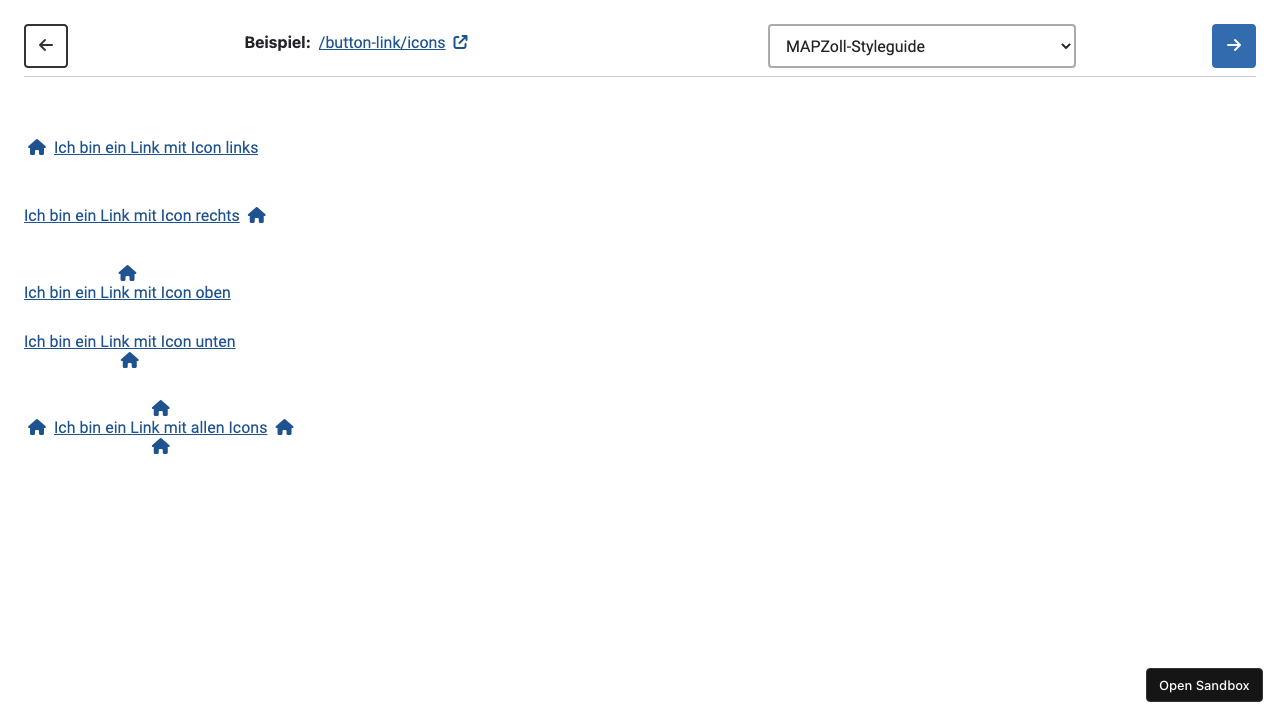 Beispiel: /button-link/icons
MAPZoll-Styleguide
Ich bin ein Link mit Icon links
Ich bin ein Link mit Icon rechts
Ich bin ein Link mit Icon oben
Ich bin ein Link mit Icon unten
Ich bin ein Link mit allen Icons
Open Sandbox